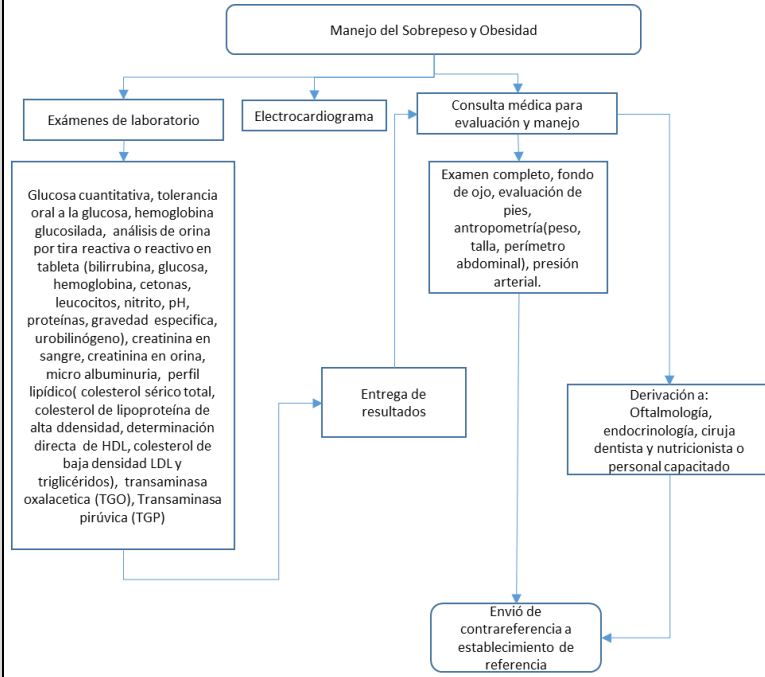 Manejo del Sobrepeso y Obesidad
Exámenes de laboratorio
Electrocardiograma
Consulta médica para
evaluación y manejo
Glucosa cuantitativa, tolerancia
oral a la glucosa, hemoglobina
glucosilada, análisis de orina
por tira reactiva o reactivo en
tableta (bilirrubina, glucosa,
hemoglobina, cetonas,
leucocitos, nitrito, pH,
proteínas, gravedad especifica,
urobilinógeno), creatinina en
sangre, creatinina en orina,
micro albuminuria, perfil
lipídico( colesterol sérico total,
colesterol de lipoproteína de
alta ddensidad, determinación
directa de HDL, colesterol de
baja densidad LDL y
triglicéridos), transaminasa
oxalacetica (TGO), Transaminasa
pirúvica (TGP)
Examen completo, fondo
de ojo, evaluación de
pies,
antropometría(peso,
talla, perímetro
abdominal), presión
arterial.
Entrega de
resultados
Derivación a:
Oftalmología,
endocrinología, ciruja
dentista y nutricionista o
personal capacitado
Envió de
contrareferencia a
establecimiento de
referencia